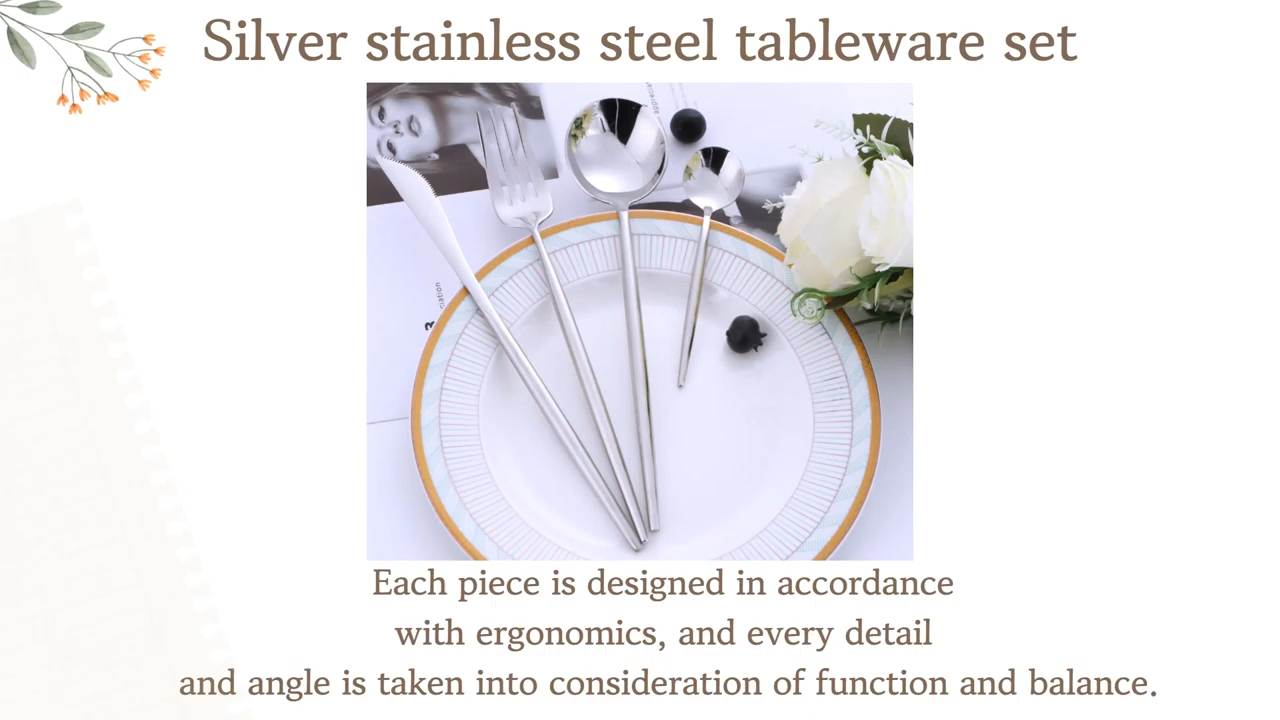 Silver stainless steel tableware set
Each piece is designed in accordance
with ergonomics, and every detail
and angle is taken into consideration of function and balance.